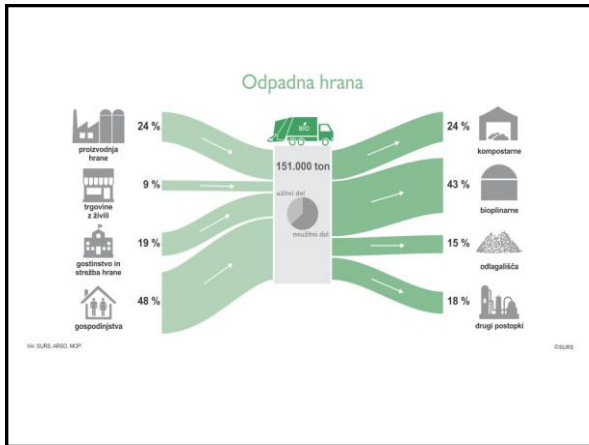 Odpadna hrana
BIO
24 %
proizvodnja
hrane
9 %
trgovine
z živili
19 %
gostinstvo in
strežba hrane
48 %
gospodinjstva
151.000 ton
užitni del
neužitni del
24 %
kompostarne
43 %
bioplinarne
15 %
odlagališča
18 %
drugi postopki
Vir: SURS, ARSO, MOP
©SURS